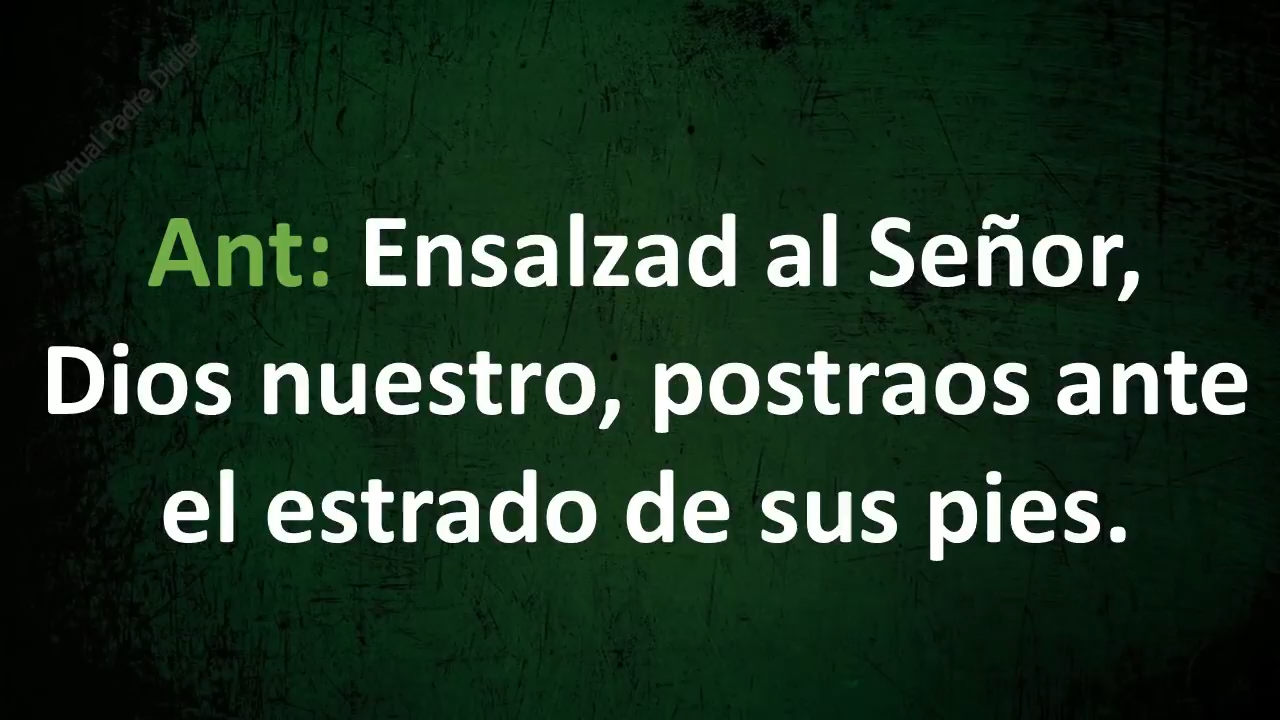 Virtual Padre Didier
Ant: Ensalzad al Señor,
Dios nuestro, postraos ante
el estrado de sus pies.